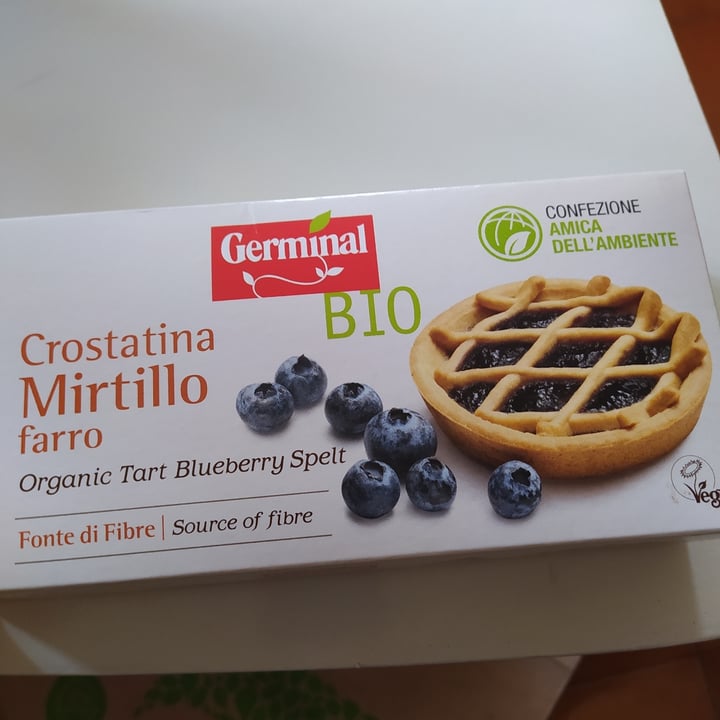 Germinal
BIO
CONFEZIONE
AMICA
DELL'AMBIENTE
Crostatina
Mirtillo
farro
Organic Tart Blueberry Spelt
Fonte di Fibre | Source of fibre